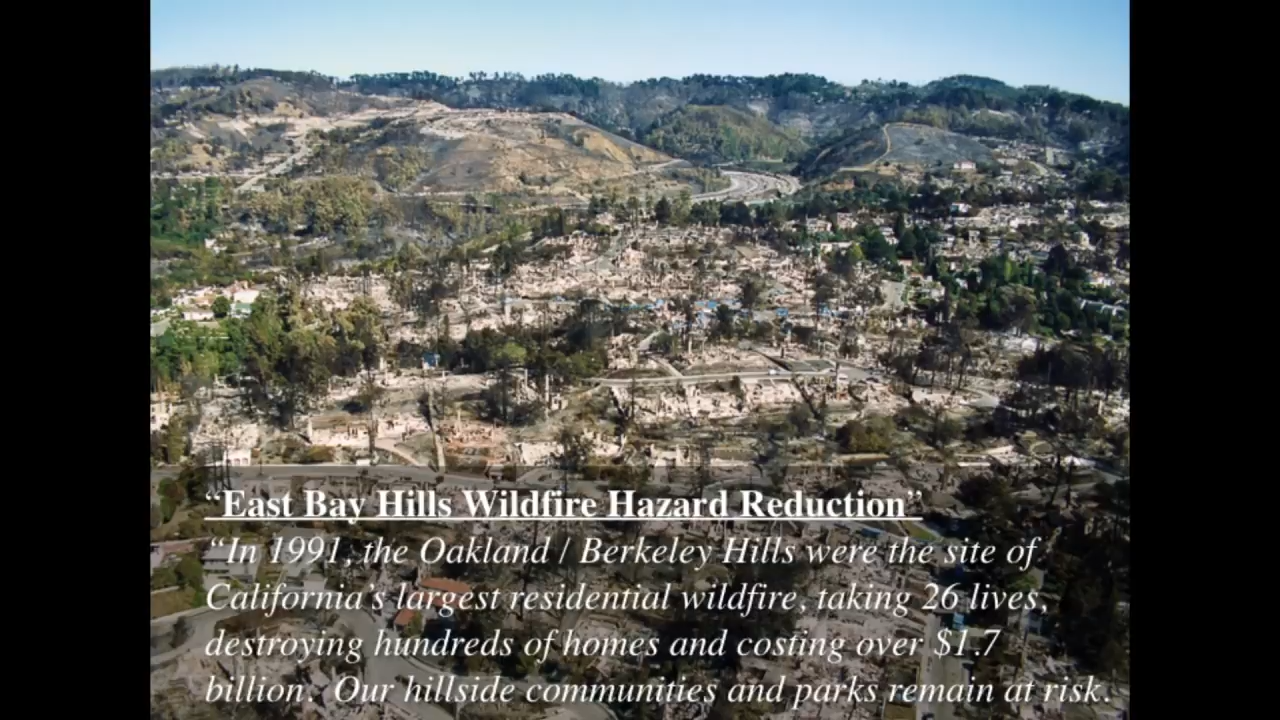 “East Bay Hills Wildfire Hazard Reduction”
“In 1991, the Oakland / Berkeley Hills were the site of
California’s largest residential wildfire, taking 26 lives,
destroying hundreds of homes and costing over $1.7
billion.  Our hillside communities and parks remain at risk.